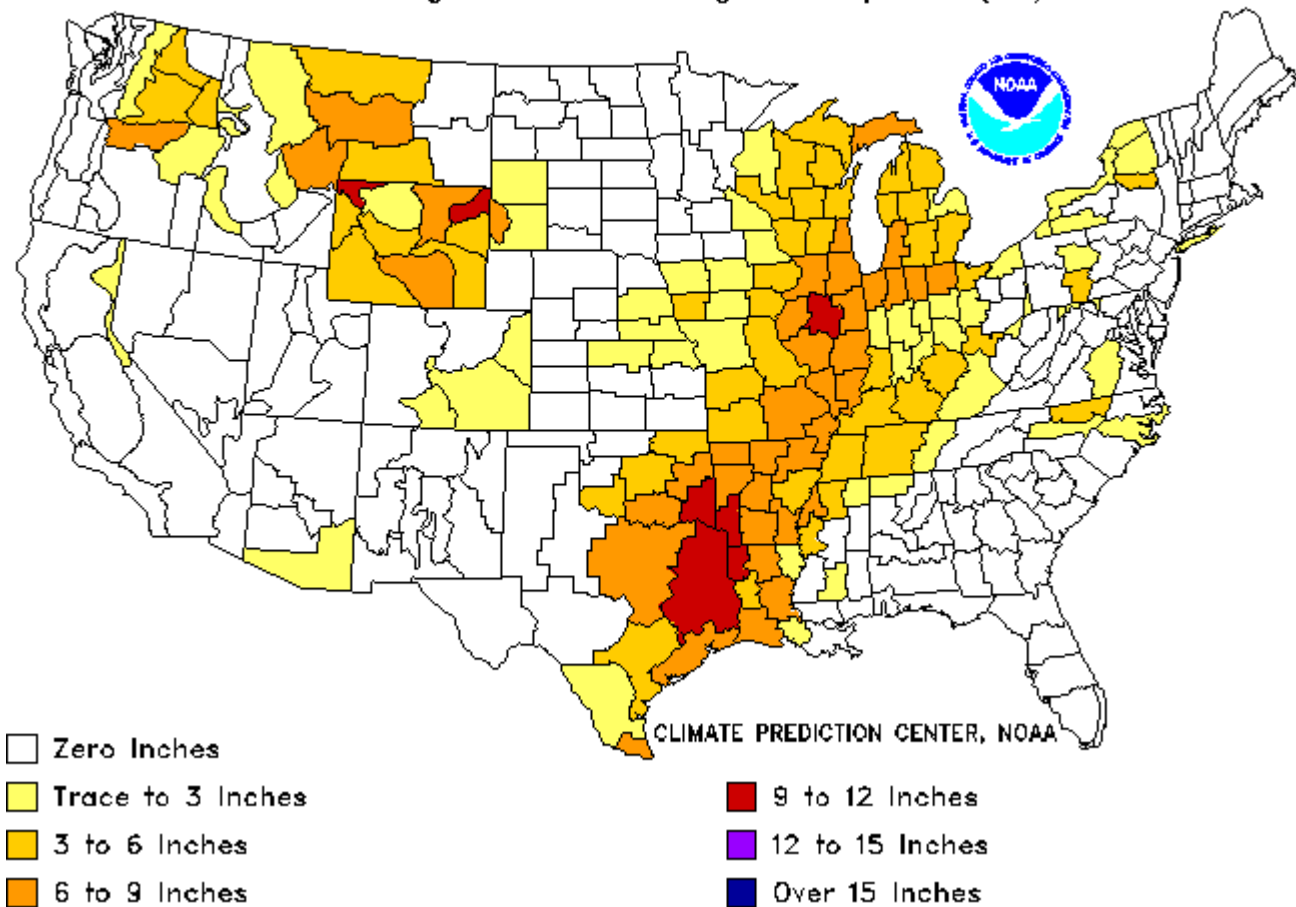 NOAA
CLIMATE PREDICTION CENTER, NOAA
Zero Inches
Trace to 3 Inches
3 to 6 Inches
6 to 9 Inches
9 to 12 Inches
12 to 15 Inches
Over 15 Inches